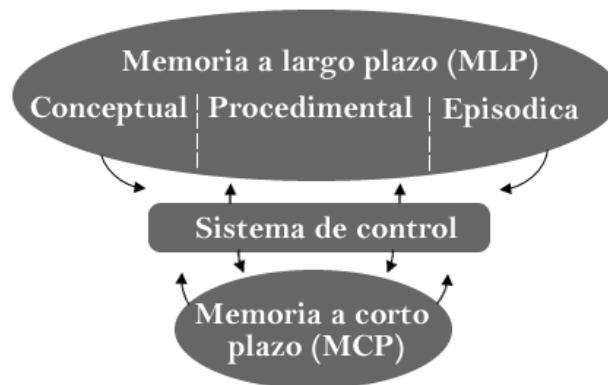 Memoria a largo plazo (MLP)
Conceptual Procedimental Episodica
Sistema de control
Memoria a corto
plazo (MCP)